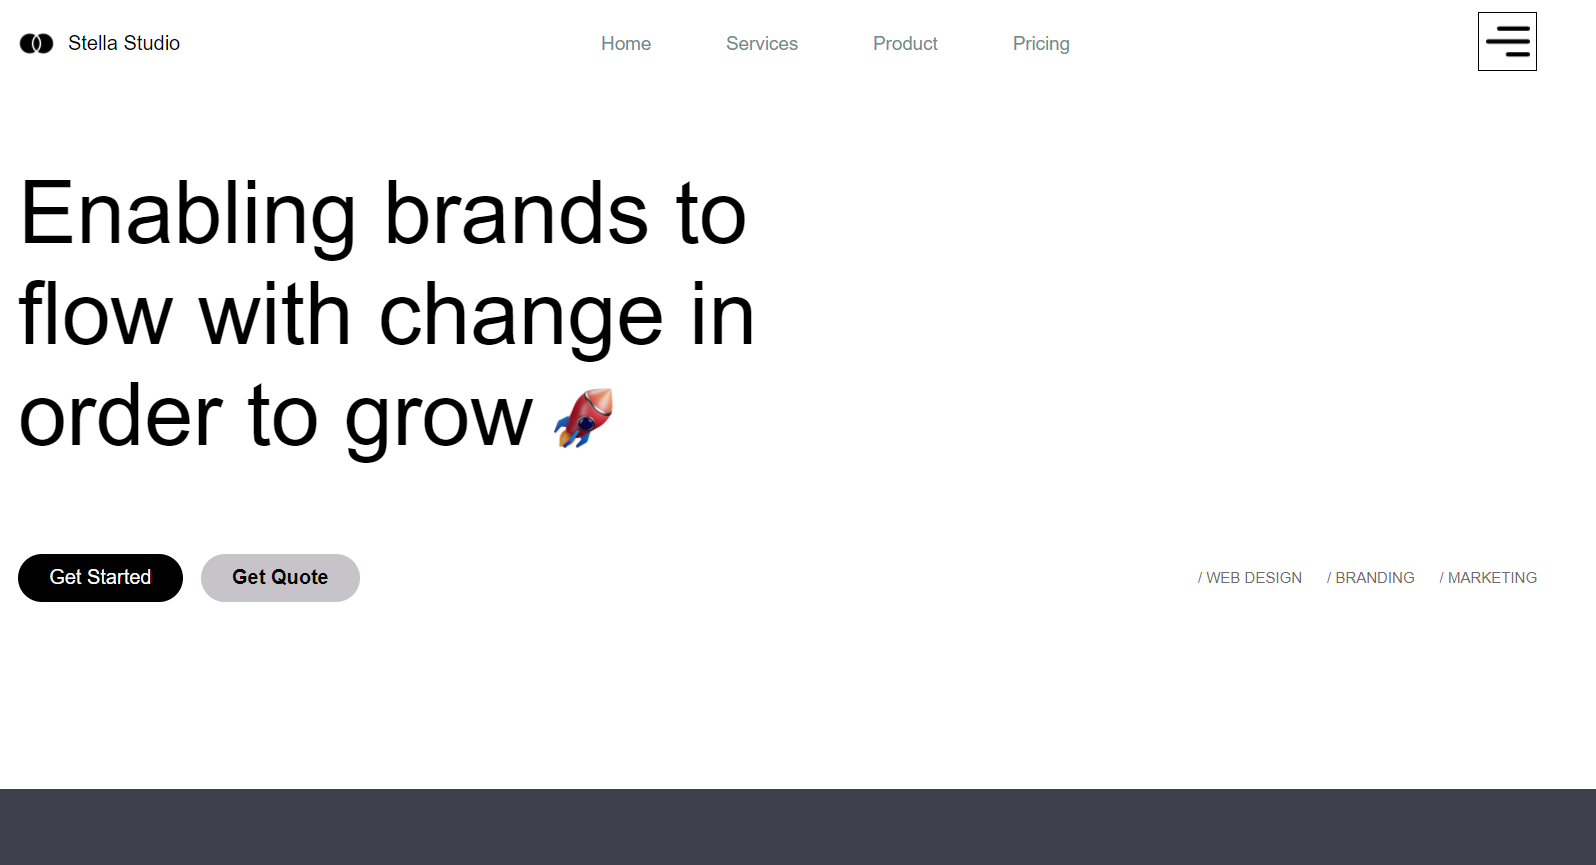 Stella Studio
Home Services Product Pricing
Enabling brands to
flow with change in
order to grow 🚀
Get Started Get Quote / WEB DESIGN / BRANDING / MARKETING